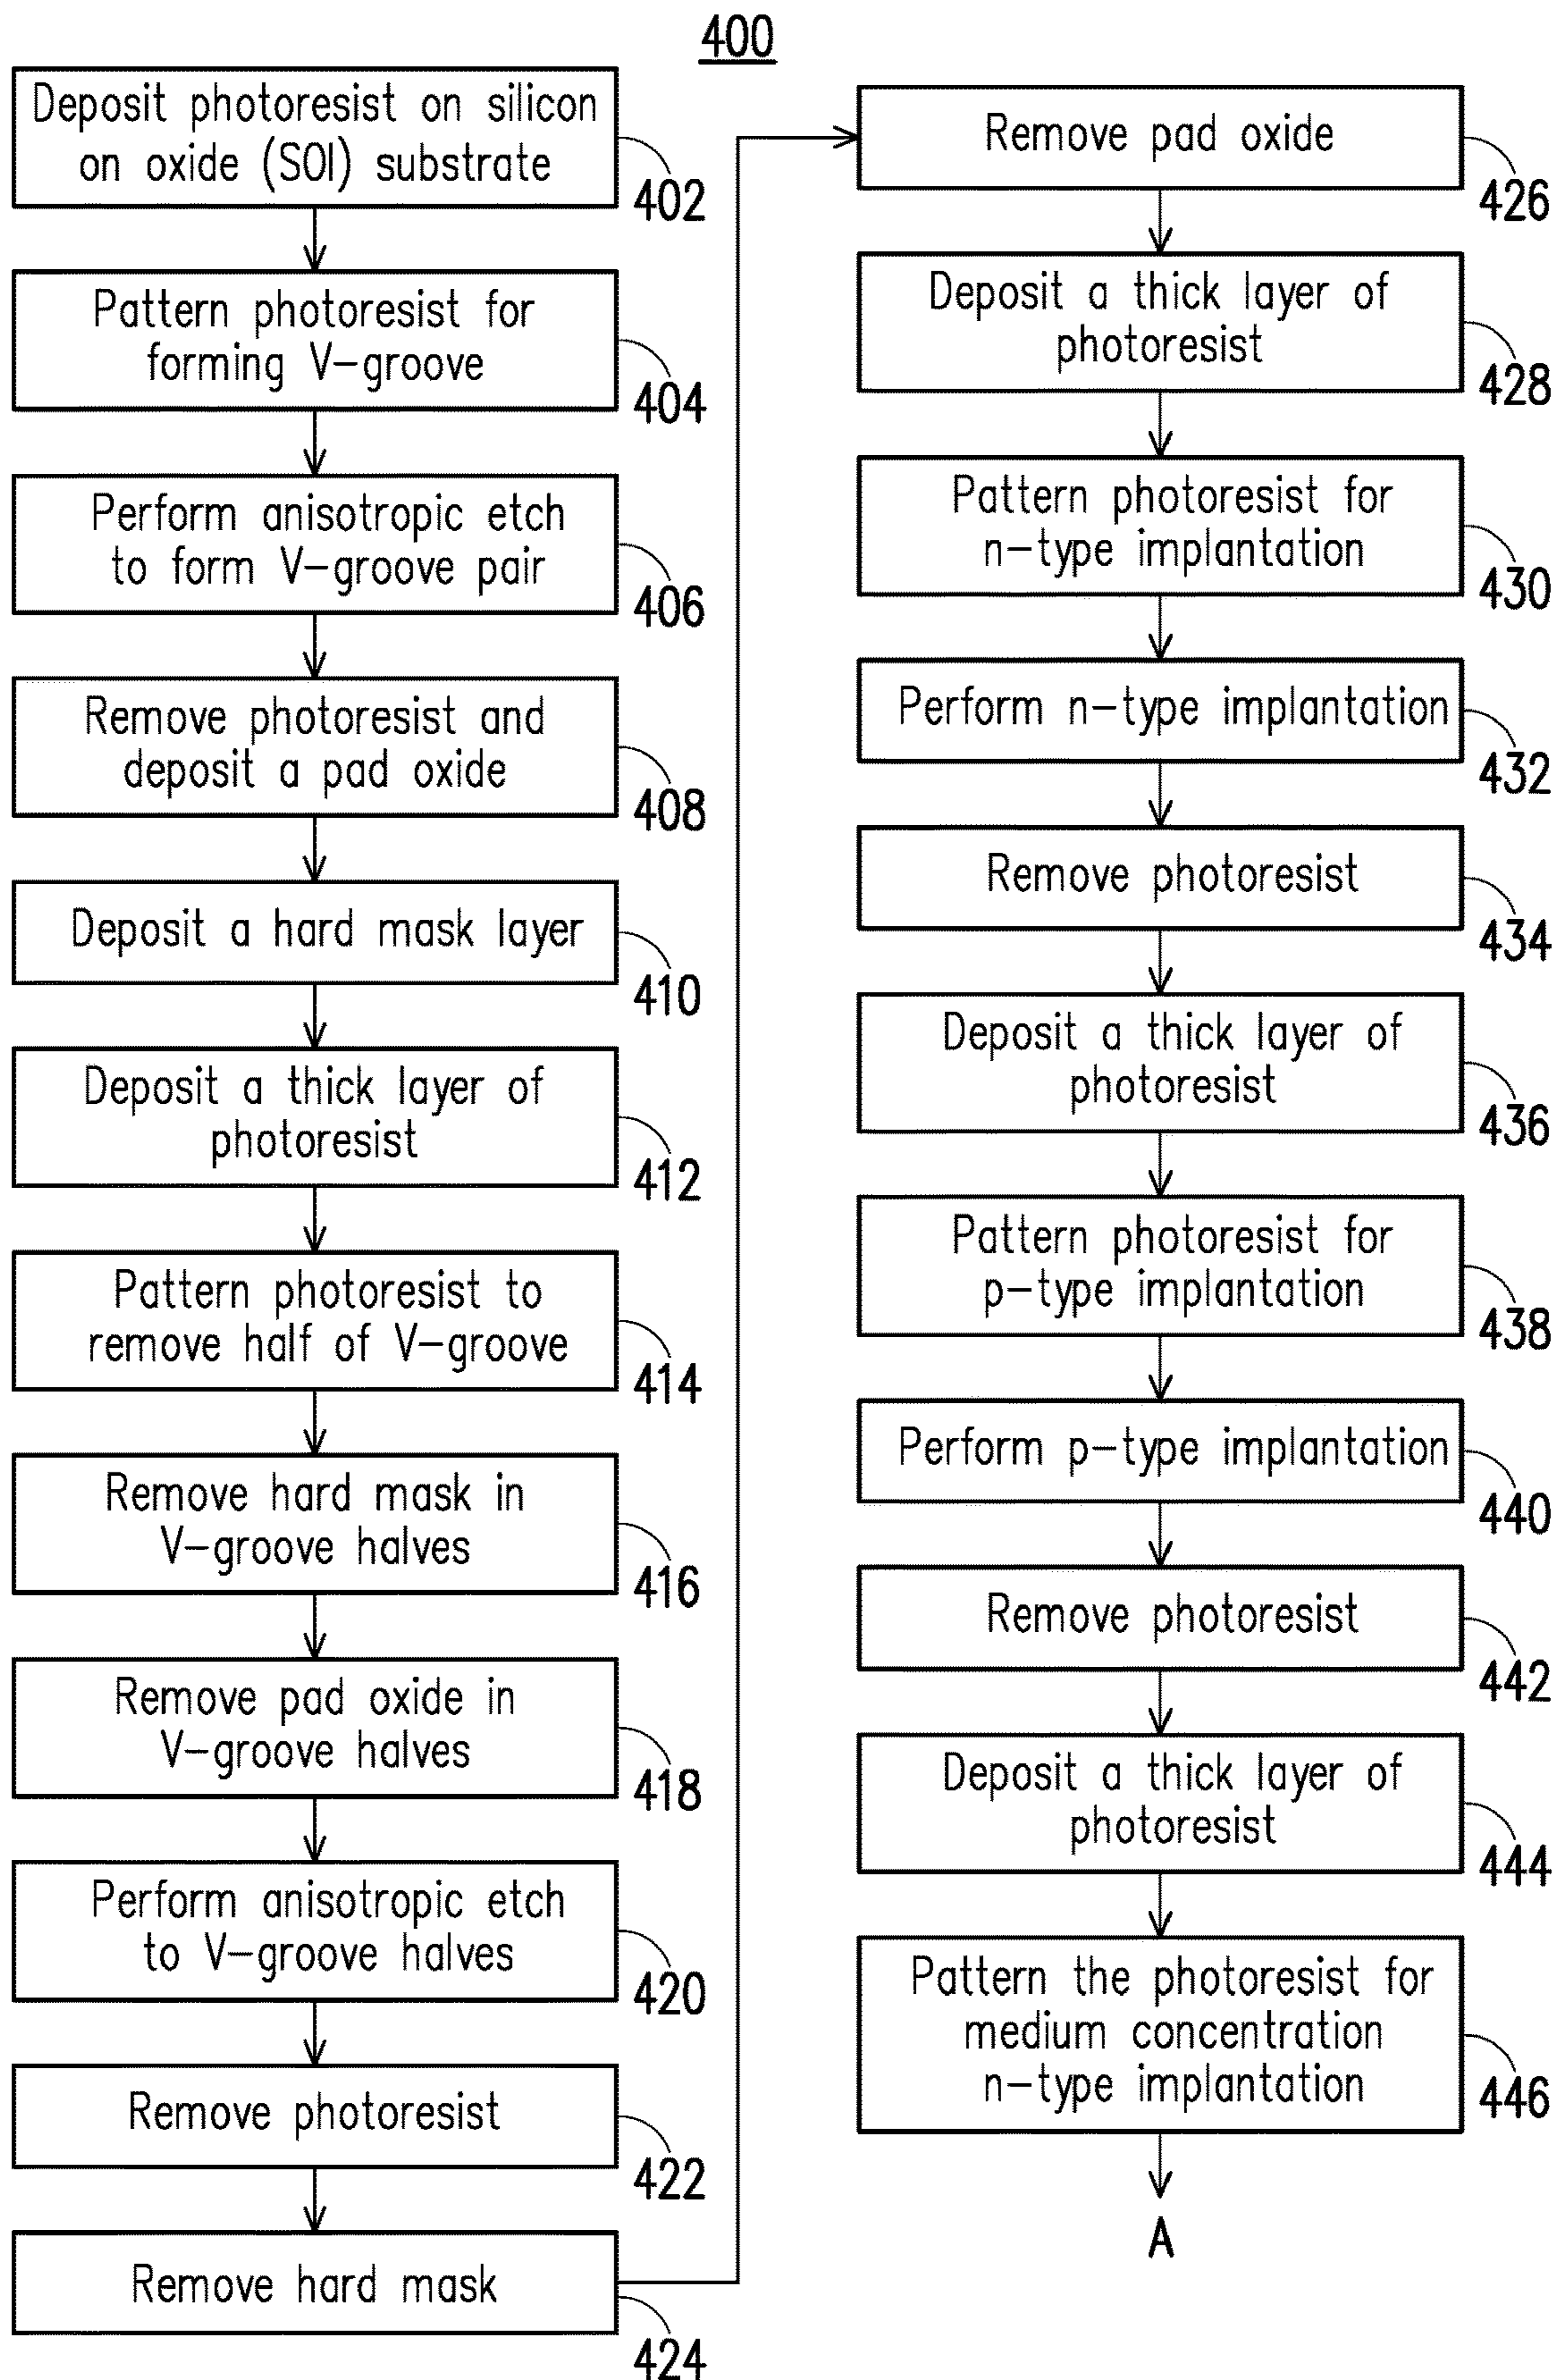 400
Deposit photoresist on silicon
on oxide (SOI) substrate
402
Pattern photoresist for
forming V-groove
404
Perform anisotropic etch
to form V-groove pair
406
Remove photoresist and
deposit a pad oxide
408
Deposit a hard mask layer
410
Deposit a thick layer of
photoresist
412
Pattern photoresist to
remove half of V-groove
414
Remove hard mask in
V-groove halves
416
Remove pad oxide in
V-groove halves
418
Perform anisotropic etch
to V-groove halves
420
Remove photoresist
422
Remove hard mask
424
Remove pad oxide
426
Deposit a thick layer of
photoresist
428
Pattern photoresist for
n-type implantation
430
Perform n-type implantation
432
Remove photoresist
434
Deposit a thick layer of
photoresist
436
Pattern photoresist for
p-type implantation
438
Perform p-type implantation
440
Remove photoresist
442
Deposit a thick layer of
photoresist
444
Pattern the photoresist for
medium concentration
n-type implantation
446
A